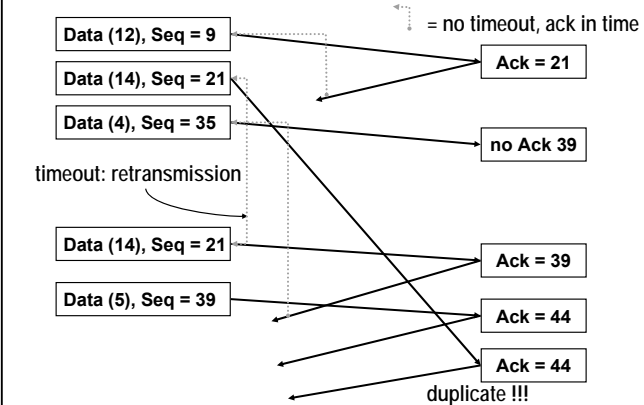 = no timeout, ack in time
Data (12), Seq = 9
Ack = 21
Data (14), Seq = 21
Data (4), Seq = 35
no Ack 39
timeout: retransmission
Data (14), Seq = 21
Ack = 39
Data (5), Seq = 39
Ack = 44
Ack = 44
duplicate !!!